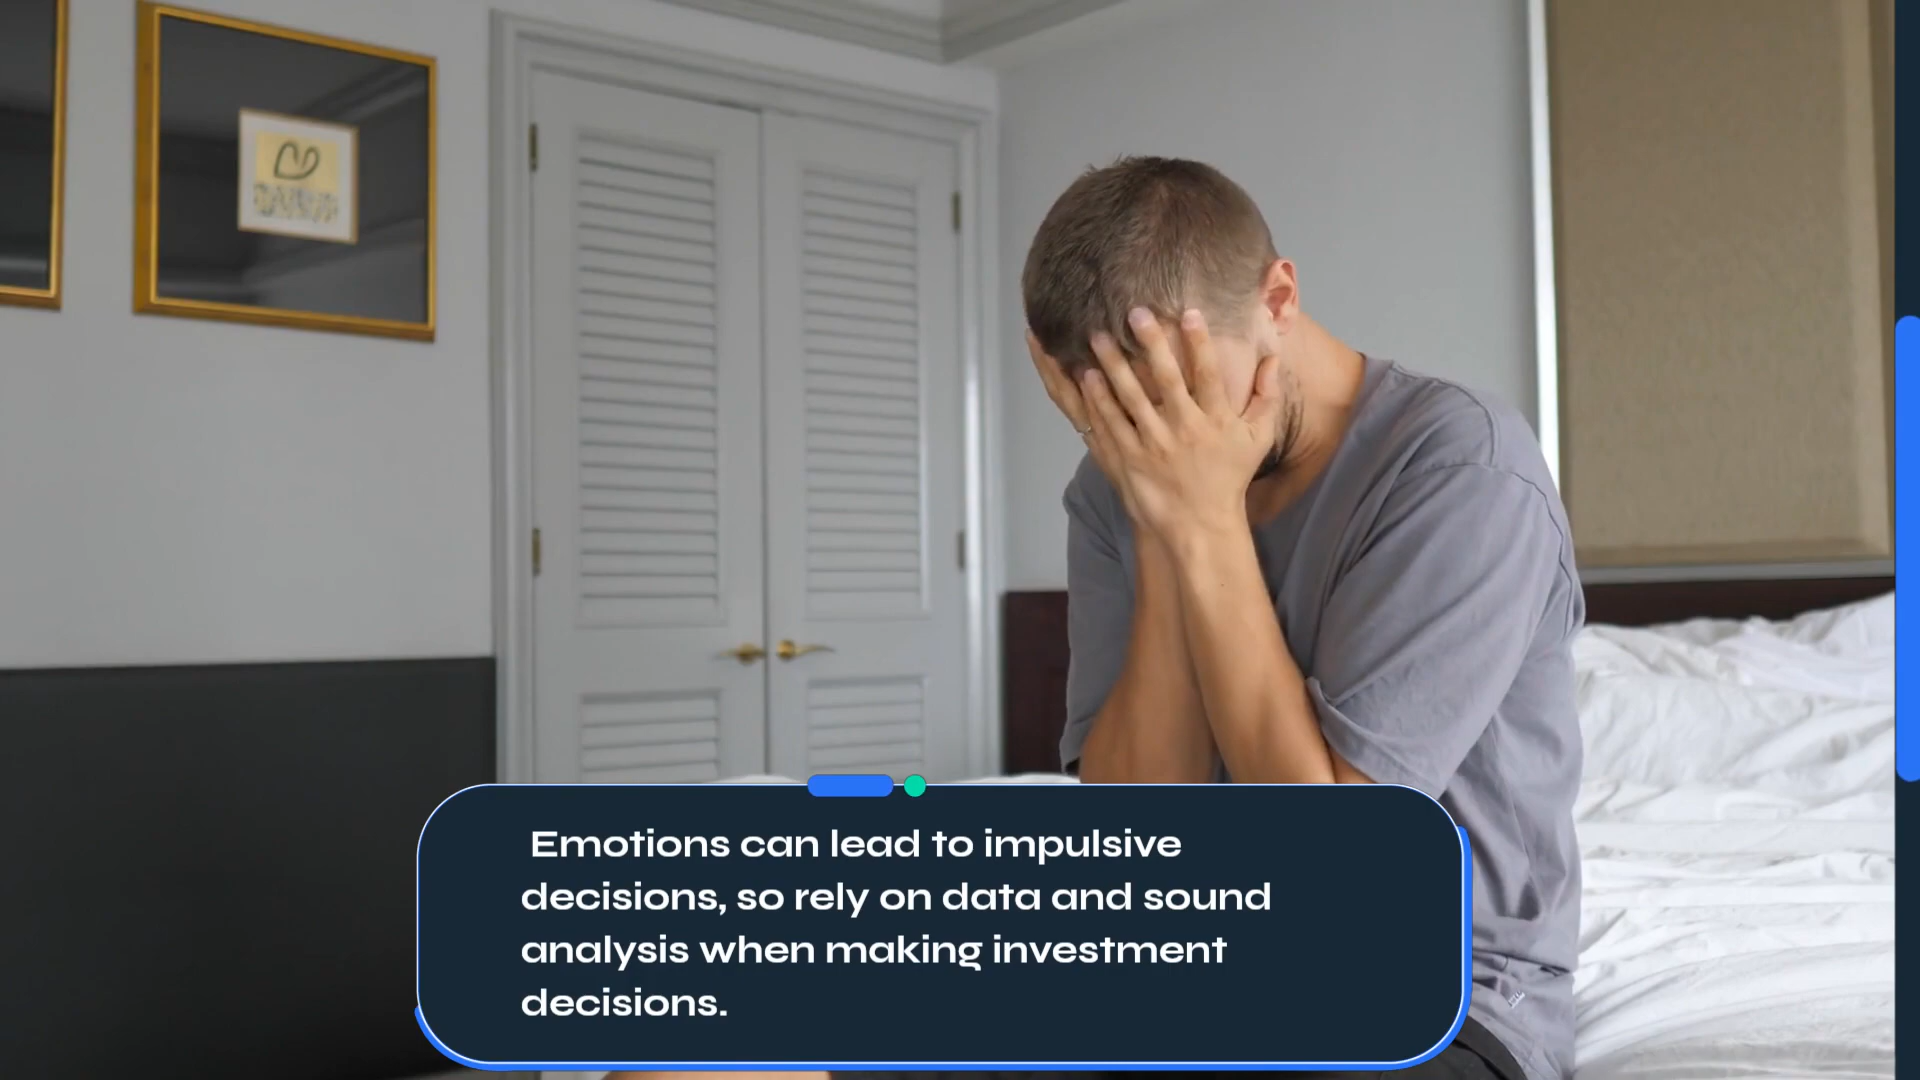 Emotions can lead to impulsive
decisions, so rely on data and sound
analysis when making investment
decisions.